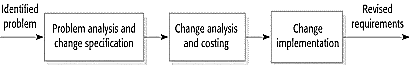 Identified
problem
Problem analysis and
change specification
Change analysis
and costing
Change
implementation
Revised
requirements